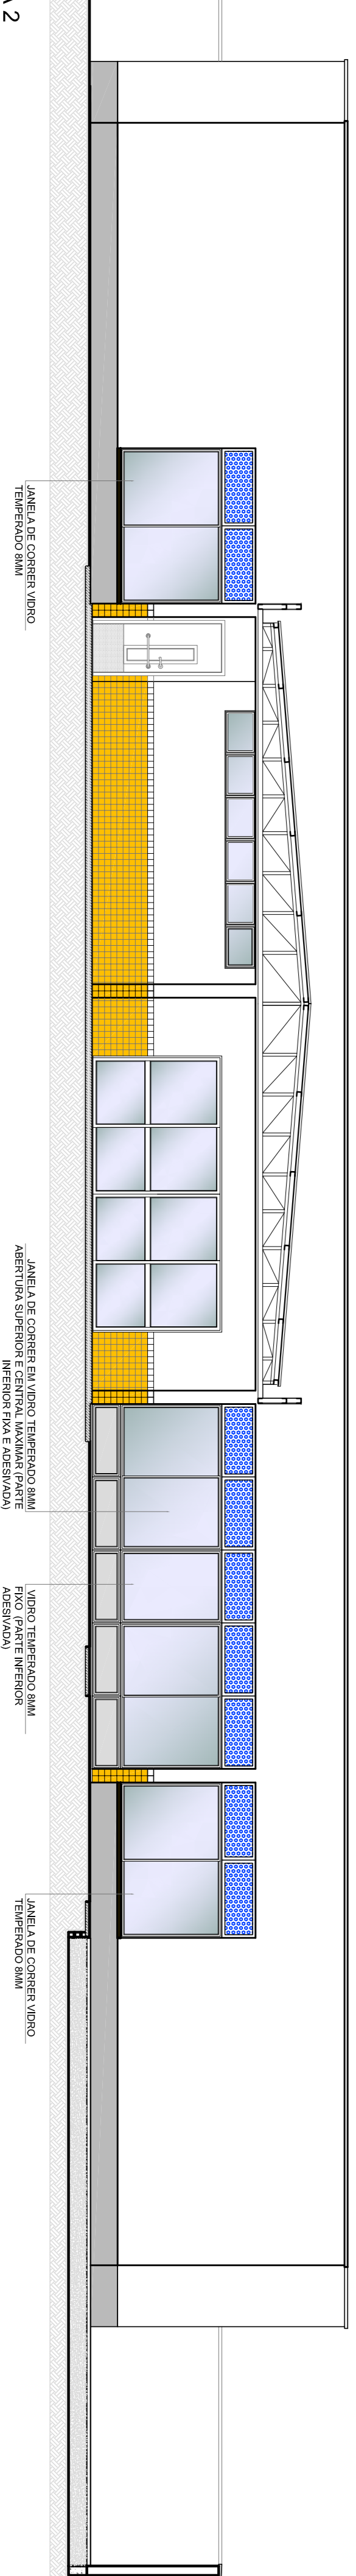 JANELA DE CORRER VIDRO
TEMPERADO 8MM
JANELA DE CORRER EM VIDRO TEMPERADO 8MM
ABERTURA SUPERIOR E CENTRAL MAXIMAR (PARTE
INFERIOR FIXA E ADESIVADA)
VIDRO TEMPERADO 8MM
FIXO (PARTE INFERIOR
ADESIVADA)
JANELA DE CORRER VIDRO
TEMPERADO 8MM
A 2